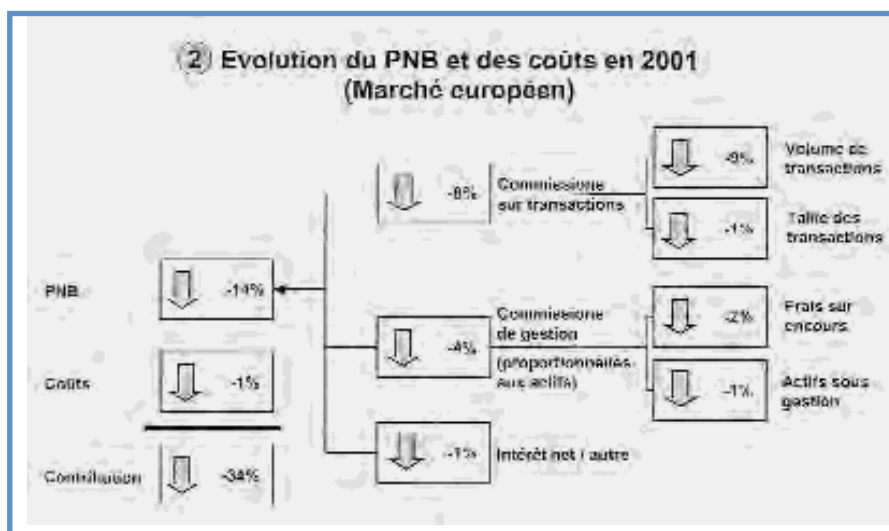 2 Evolution du PNB et des coûts en 2001
(Marché européen)
-9%
Volume de
transactions
-8%
Commissions
sur transactions
-1%
Taille des
transactions
PNB
-14%
Commissions
de gestion
(proportionnelles
aux actifs)
-4%
-2%
Frais sur
encours
Coûts
-1%
-1%
Actifs sous
gestion
-1%
Intérêt net / autre
Contribution
-34%